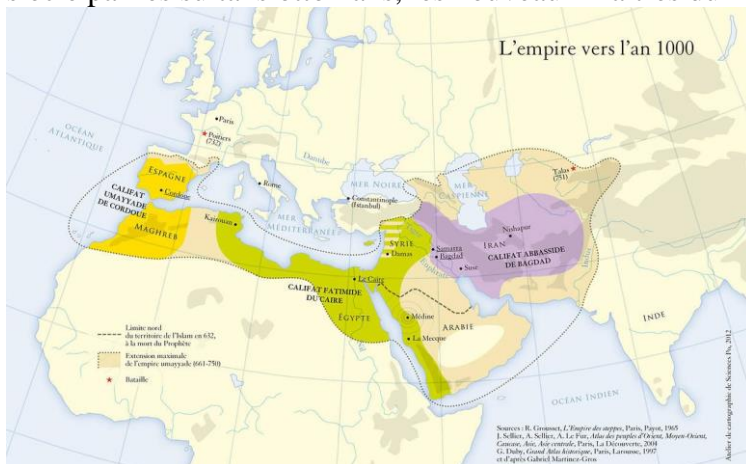 L'empire vers l'an 1000
OCÉAN
ATLANTIQUE
Paris
Poitiers
(732)
Danube
ESPAGNE
Cordoue
CALIFAT
UMAYYADE
DE CORDOUE
MAGHREB
Kairouan
Rome
MER
MÉDITERRANÉE
MER NOIRE
Constantinople
(Istanbul)
MER
CASPIENNE
Talas
(751)
SYRIE
Damas
Samarra
Bagdad
Suse
Nishapur
IRAN
CALIFAT ABBASSIDE
DE BAGDAD
Indus
Le Caire
CALIFAT FATIMIDE
DU CAIRE
ÉGYPTE
Médine
La Mecque
ARABIE
INDE
OCÉAN INDIEN
Limite nord
du territoire de l'Islam en 632,
à la mort du Prophète
Extension maximale
de l'empire umayyade (661-750)
Bataille
Sources : R. Grousset, L'Empire des steppes, Paris, Payot, 1965
J. Sellier, A. Sellier, A. Le Fur, Atlas des peuples d'Orient, Moyen-Orient,
Caucase, Asie centrale, Paris, La Découverte, 2004
G. Duby, Grand Atlas historique, Paris, Larousse, 1997
et d'après Gabriel Martinez-Gros
Atelier de cartographie de Sciences Po, 2012